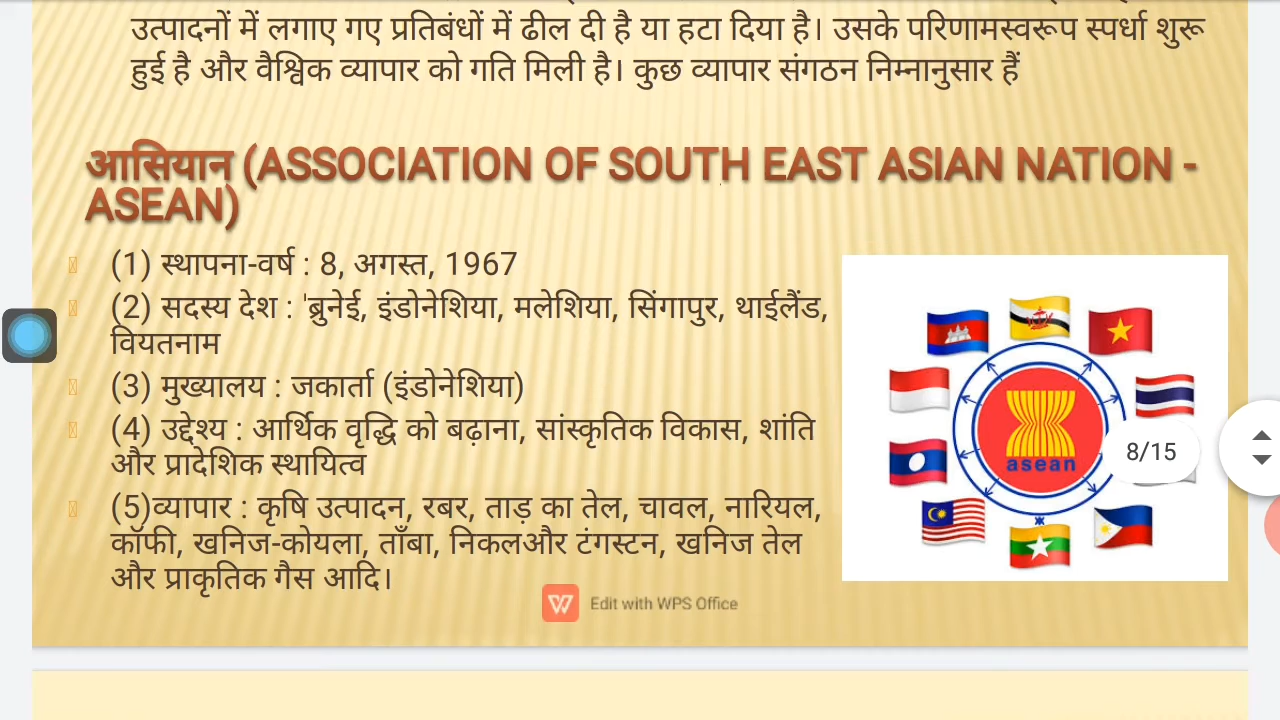 उत्पादनों में लगाए गए प्रतिबंधों में ढील दी है या हटा दिया है। उसके परिणामस्वरूप स्पर्धा शुरू
हुई है और वैश्विक व्यापार को गति मिली है। कुछ व्यापार संगठन निम्नानुसार हैं
आसियान (ASSOCIATION OF SOUTH EAST ASIAN NATION -
ASEAN)
(1) स्थापना-वर्ष : 8, अगस्त, 1967
(2) सदस्य देश : 'ब्रुनेई, इंडोनेशिया, मलेशिया, सिंगापुर, थाईलैंड,
वियतनाम
(3) मुख्यालय : जकार्ता (इंडोनेशिया)
(4) उद्देश्य : आर्थिक वृद्धि को बढ़ाना, सांस्कृतिक विकास, शांति
और प्रादेशिक स्थायित्व
(5)व्यापार : कृषि उत्पादन, रबर, ताड़ का तेल, चावल, नारियल,
कॉफी, खनिज-कोयला, ताँबा, निकलऔर टंगस्टन, खनिज तेल
और प्राकृतिक गैस आदि।
asean
8/15
Edit with WPS Office